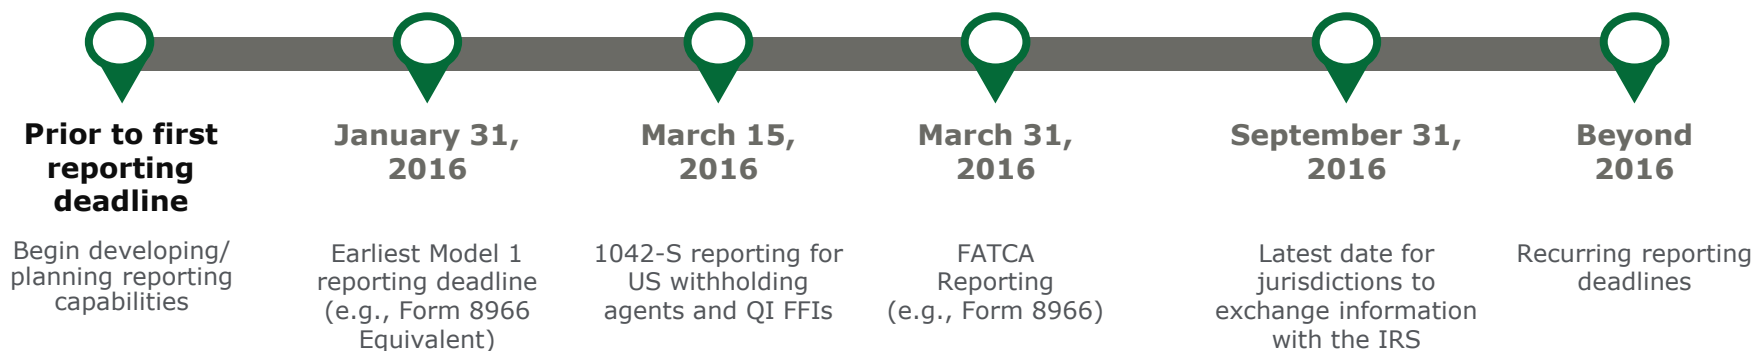 Prior to first
reporting
deadline
Begin developing/
planning reporting
capabilities
January 31,
2016
Earliest Model 1
reporting deadline
(e.g., Form 8966
Equivalent)
March 15,
2016
1042-S reporting for
US withholding
agents and QI FFIs
March 31,
2016
FATCA
Reporting
(e.g., Form 8966)
September 31,
2016
Latest date for
jurisdictions to
exchange information
with the IRS
Beyond
2016
Recurring reporting
deadlines